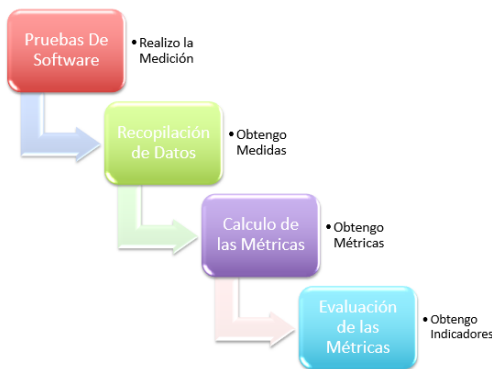 Pruebas De
Software
• Realizo la
Medición
Recopilación
de Datos
• Obtengo
Medidas
Calculo de
las Métricas
• Obtengo
Métricas
Evaluación
de las
Métricas
• Obtengo
Indicadores